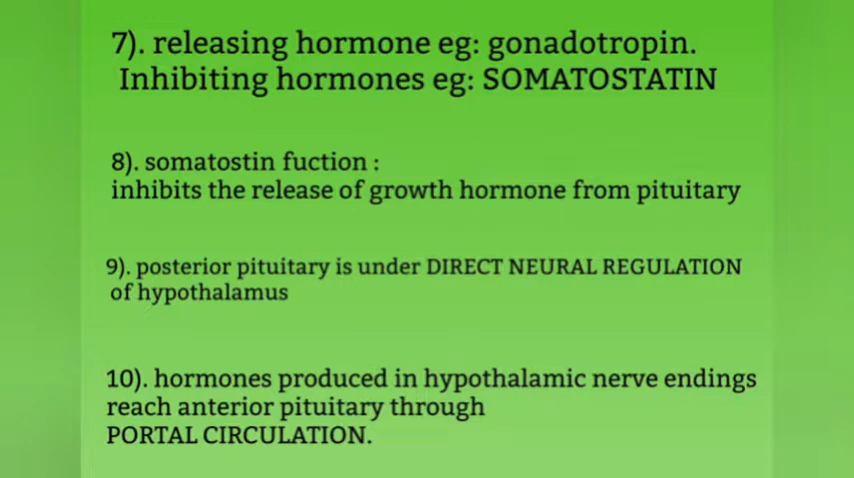 7). releasing hormone eg: gonadotropin.
Inhibiting hormones eg: SOMATOSTATIN
8). somatostin fuction :
inhibits the release of growth hormone from pituitary
9). posterior pituitary is under DIRECT NEURAL REGULATION
of hypothalamus
10). hormones produced in hypothalamic nerve endings
reach anterior pituitary through
PORTAL CIRCULATION.